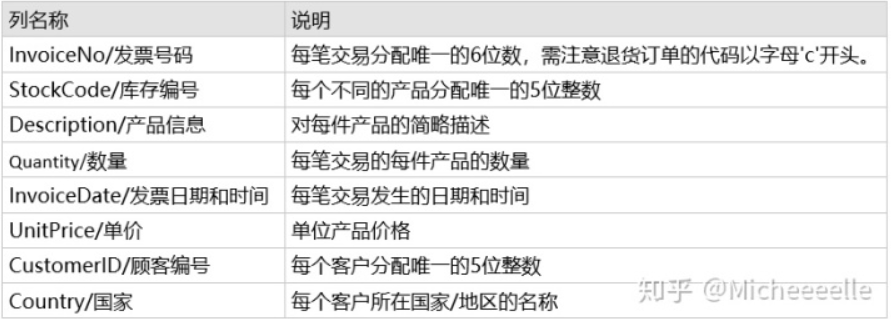 列名称 说明
InvoiceNo/发票号码 每笔交易分配唯一的6位数，需注意退货订单的代码以字母'c'开头。
StockCode/库存编号 每个不同的产品分配唯一的5位整数
Description/产品信息 对每件产品的简略描述
Quantity/数量 每笔交易的每件产品的数量
InvoiceDate/发票日期和时间 每笔交易发生的日期和时间
UnitPrice/单价 单位产品价格
CustomerID/顾客编号 每个客户分配唯一的5位整数
Country/国家 每个客户所在国家/地区的名称
知乎 @Micheeeelle